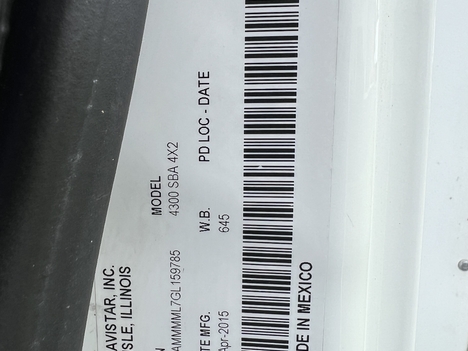 AVISTAR, INC.
SLE, ILLINOIS
N MODEL
AMMMML7GL159785 4300 SBA 4X2
TE MFG. W.B. PD LOC - DATE
Apr-2015 645
DE IN MEXICO